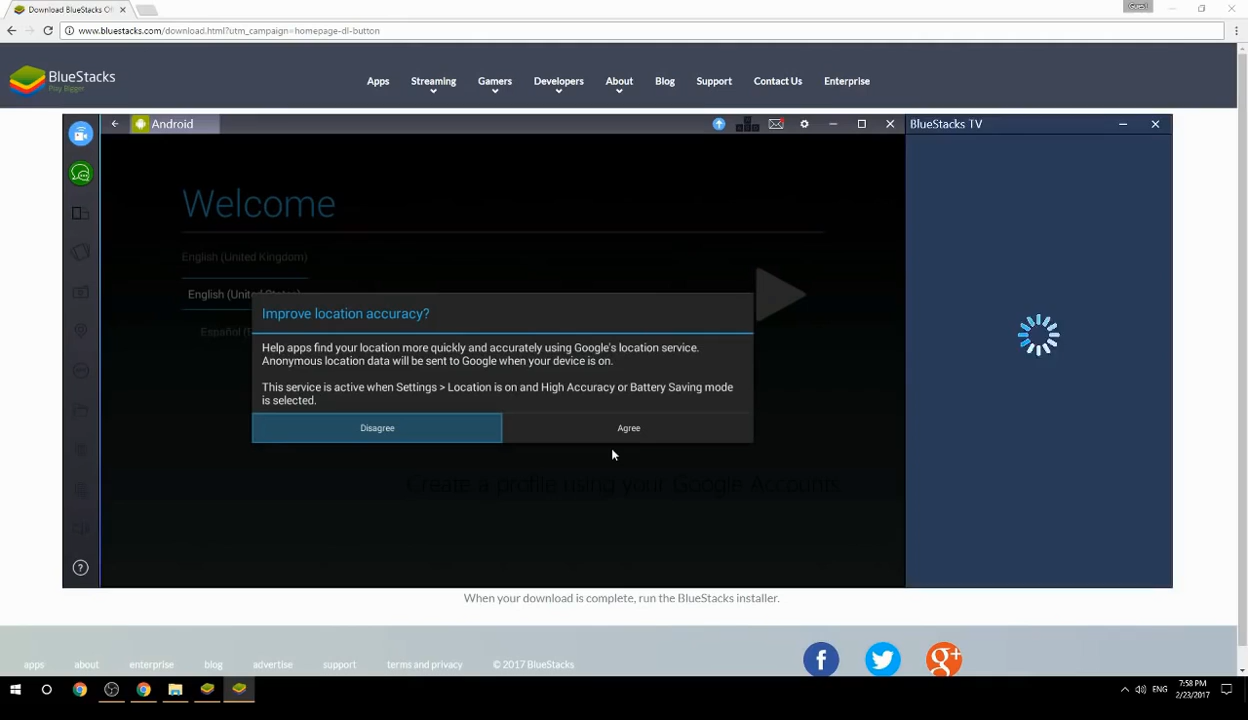 Download BlueStacks Of
Guest
www.bluestacks.com/download.html?utm_campaign=homepage-dl-button
BlueStacks
Play Bigger
Apps Streaming Gamers Developers About Blog Support Contact Us Enterprise
Android
BlueStacks TV
Welcome
English (United Kingdom)
English (United States)
Español (
Improve location accuracy?
Help apps find your location more quickly and accurately using Google's location service.
Anonymous location data will be sent to Google when your device is on.
This service is active when Settings > Location is on and High Accuracy or Battery Saving mode
is selected.
Disagree Agree
Create a profile using your Google Accounts
?
When your download is complete, run the BlueStacks installer.
apps about enterprise blog advertise support terms and privacy © 2017 BlueStacks
ENG
7:58 PM
2/23/2017